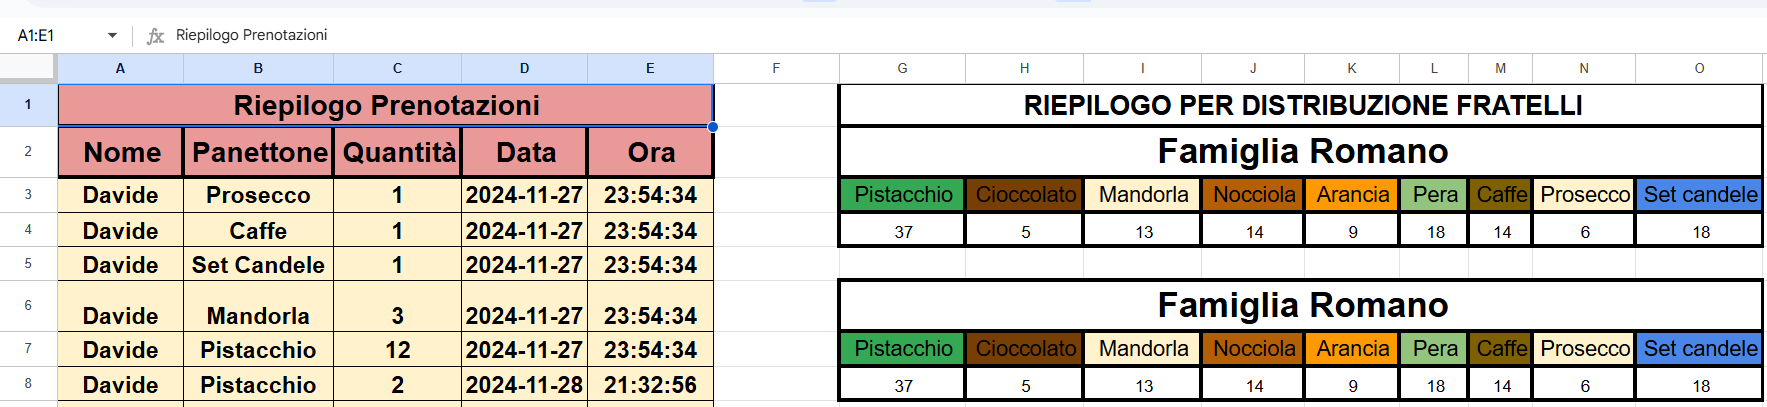 A1:E1 fx Riepilogo Prenotazioni
A B C D E F G H I J K L M N O
1 Riepilogo Prenotazioni RIEPILOGO PER DISTRIBUZIONE FRATELLI
2 Nome Panettone Quantità Data Ora Famiglia Romano
3 Davide Prosecco 1 2024-11-27 23:54:34 Pistacchio Cioccolato Mandorla Nocciola Arancia Pera Caffe Prosecco Set candele
4 Davide Caffe 1 2024-11-27 23:54:34 37 5 13 14 9 18 14 6 18
5 Davide Set Candele 1 2024-11-27 23:54:34
6 Davide Mandorla 3 2024-11-27 23:54:34 Famiglia Romano
7 Davide Pistacchio 12 2024-11-27 23:54:34 Pistacchio Cioccolato Mandorla Nocciola Arancia Pera Caffe Prosecco Set candele
8 Davide Pistacchio 2 2024-11-28 21:32:56 37 5 13 14 9 18 14 6 18